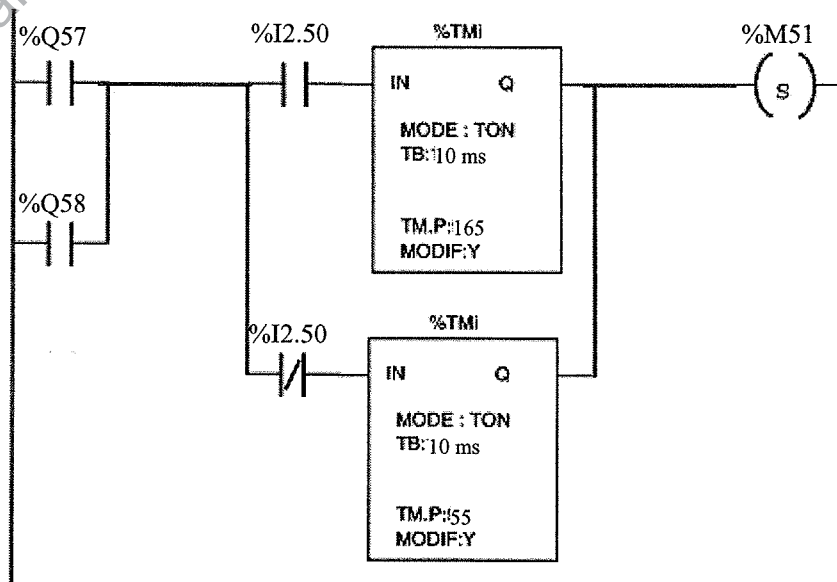 %Q57
%I2.50
%TMi
%M51
IN Q
S
MODE : TON
TB: 10 ms
%Q58
TM.P: 165
MODIF:Y
%I2.50
%TMi
IN Q
MODE : TON
TB: 10 ms
TM.P: 55
MODIF:Y